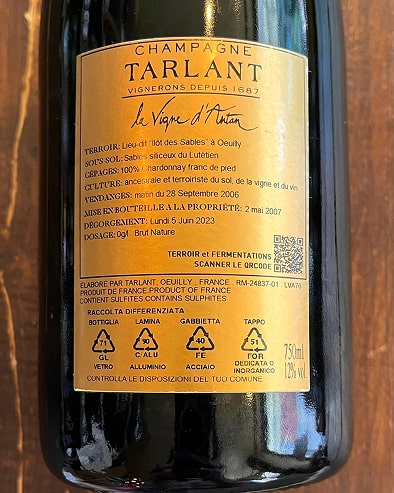 CHAMPAGNE
TARLANT
VIGNERONS DEPUIS 1687
la Vigne d'Antan
TERROIR: Lieu-dit "Ilôt des Sables" à Oeuilly
SOUS-SOL: Sables siliceux du Lutétien
CÉPAGES: 100% Chardonnay franc de pied
CULTURE: ancestrale et terroiriste du sol, de la vigne et du vin
VENDANGES: matin du 28 Septembre 2006
MISE EN BOUTEILLE A LA PROPRIÉTÉ: 2 mai 2007
DÉGORGEMENT: Lundi 5 Juin 2023
DOSAGE: 0g/l Brut Nature
TERROIR et FERMENTATIONS
SCANNER LE QRCODE
ÉLABORÉ PAR TARLANT, OEUILLY, FRANCE. RM-24837-01. LVA76
PRODUIT DE FRANCE PRODUCT OF FRANCE
CONTIENT SULFITES.CONTAINS SULPHITES
RACCOLTA DIFFERENZIATA
BOTTIGLIA LAMINA GABBIETTA TAPPO
71 90 40 51
GL C/ALU FE FOR
VETRO ALLUMINIO ACCIAIO DEDICATA O INORGANICO
CONTROLLA LE DISPOSIZIONI DEL TUO COMUNE
750ml
12% vol